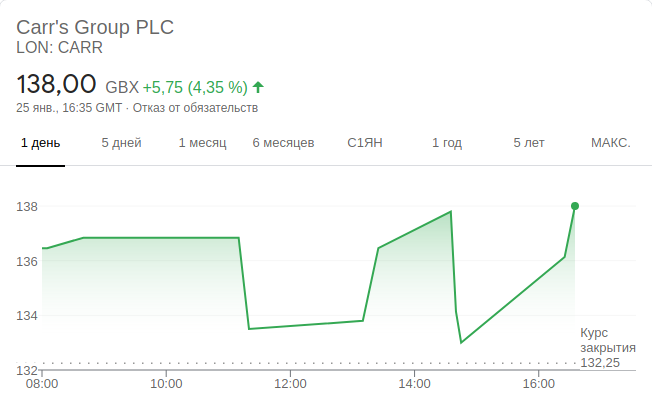 Carr's Group PLC
LON: CARR
138,00 GBX +5,75 (4,35 %)
25 янв., 16:35 GMT · Отказ от обязательств
1 день 5 дней 1 месяц 6 месяцев С1ЯН 1 год 5 лет МАКС.
138
136
134
132
Курс
закрытия
132,25
08:00 10:00 12:00 14:00 16:00